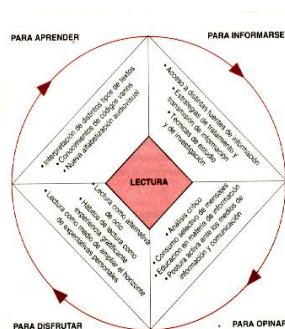 PARA APRENDER
PARA INFORMARSE
• Interpretación de distintos tipos de textos
• Conocimientos de códigos varios
• Nueva alfabetización audiovisual
• Acceso a distintas fuentes de información
• Estrategias de tratamiento y
transmisión de información
• Técnicas de estudio
y de investigación
LECTURA
• Lectura como alternativa
de ocio
• Hábitos de lectura como
experiencia gratificante
• Lectura como medio de ampliar el horizonte
de expectativas personales
• Análisis crítico
• Consumo selectivo de mensajes
• Educación en materia de información
• Postura activa ante los medios de
información y comunicación
PARA DISFRUTAR
PARA OPINAR